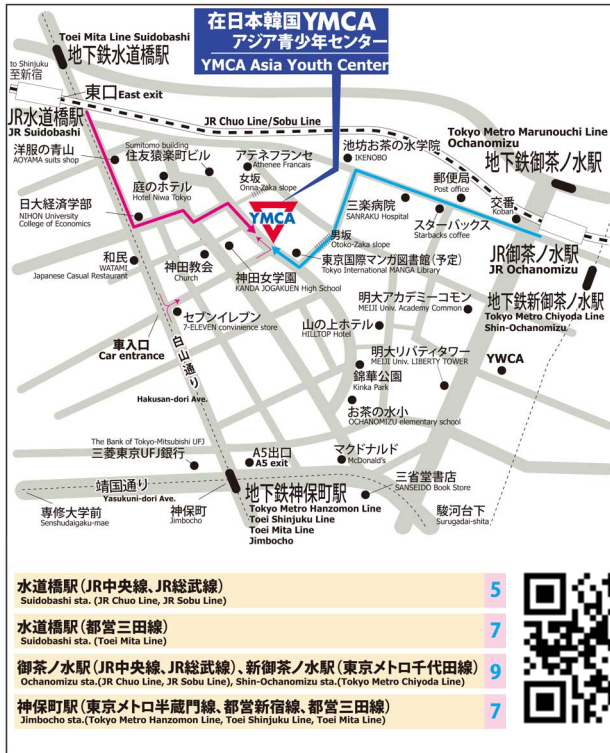 在日本韓国YMCA
アジア青少年センター
YMCA Asia Youth Center
Toei Mita Line Suidobashi
地下鉄水道橋駅
to Shinjuku
至新宿
東口East exit
JR水道橋駅
JR Suidobashi
JR Chuo Line/Sobu Line
Tokyo Metro Marunouchi Line
Ochanomizu
地下鉄御茶ノ水駅
洋服の青山
AOYAMA suits shop
Sumitomo building
住友猿楽町ビル
アテネフランセ
Athenee Francais
池坊お茶の水学院
IKENOBO
女坂
Onna-Zaka slope
庭のホテル
Hotel Niwa Tokyo
郵便局
Post office
交番
Koban
三楽病院
SANRAKU Hospital
スターバックス
Starbacks coffee
日大経済学部
NIHON University
College of Economics
YMCA
男坂
Otoko-Zaka slope
JR御茶ノ水駅
JR Ochanomizu
東京国際マンガ図書館(予定)
Tokyo International MANGA Library
和民
WATAMI
Japanese Casual Restaurant
神田教会
Church
神田女学園
KANDA JOGAKUEN High School
地下鉄新御茶ノ水駅
Tokyo Metro Chiyoda Line
Shin-Ochanomizu
明大アカデミーコモン
MEIJI Univ. Academy Common
セブンイレブン
7-ELEVEN convinience store
山の上ホテル
HILLTOP Hotel
車入口
Car entrance
明大リバティタワー
MEIJI Univ. LIBERTY TOWER
YWCA
白山通り
Hakusan-dori Ave.
錦華公園
Kinka Park
お茶の水小
OCHANOMIZU elementary school
The Bank of Tokyo-Mitsubishi UFJ
三菱東京UFJ銀行
A5出口
A5 exit
マクドナルド
McDonald's
三省堂書店
SANSEIDO Book Store
靖国通り
Yasukuni-dori Ave.
専修大学前
Senshudaigaku-mae
神保町
Jimbocho
地下鉄神保町駅
Tokyo Metro Hanzomon Line
Toei Shinjuku Line
Toei Mita Line
Jimbocho
駿河台下
Surugadai-shita
水道橋駅(JR中央線、JR総武線) 5
Suidobashi sta. (JR Chuo Line, JR Sobu Line)
水道橋駅(都営三田線) 7
Suidobashi sta. (Toei Mita Line)
御茶ノ水駅(JR中央線、JR総武線)、新御茶ノ水駅(東京メトロ千代田線) 9
Ochanomizu sta.(JR Chuo Line, JR Sobu Line), Shin-Ochanomizu sta.(Tokyo Metro Chiyoda Line)
神保町駅(東京メトロ半蔵門線、都営新宿線、都営三田線) 7
Jimbocho sta.(Tokyo Metro Hanzomon Line, Toei Shinjuku Line, Toei Mita Line)